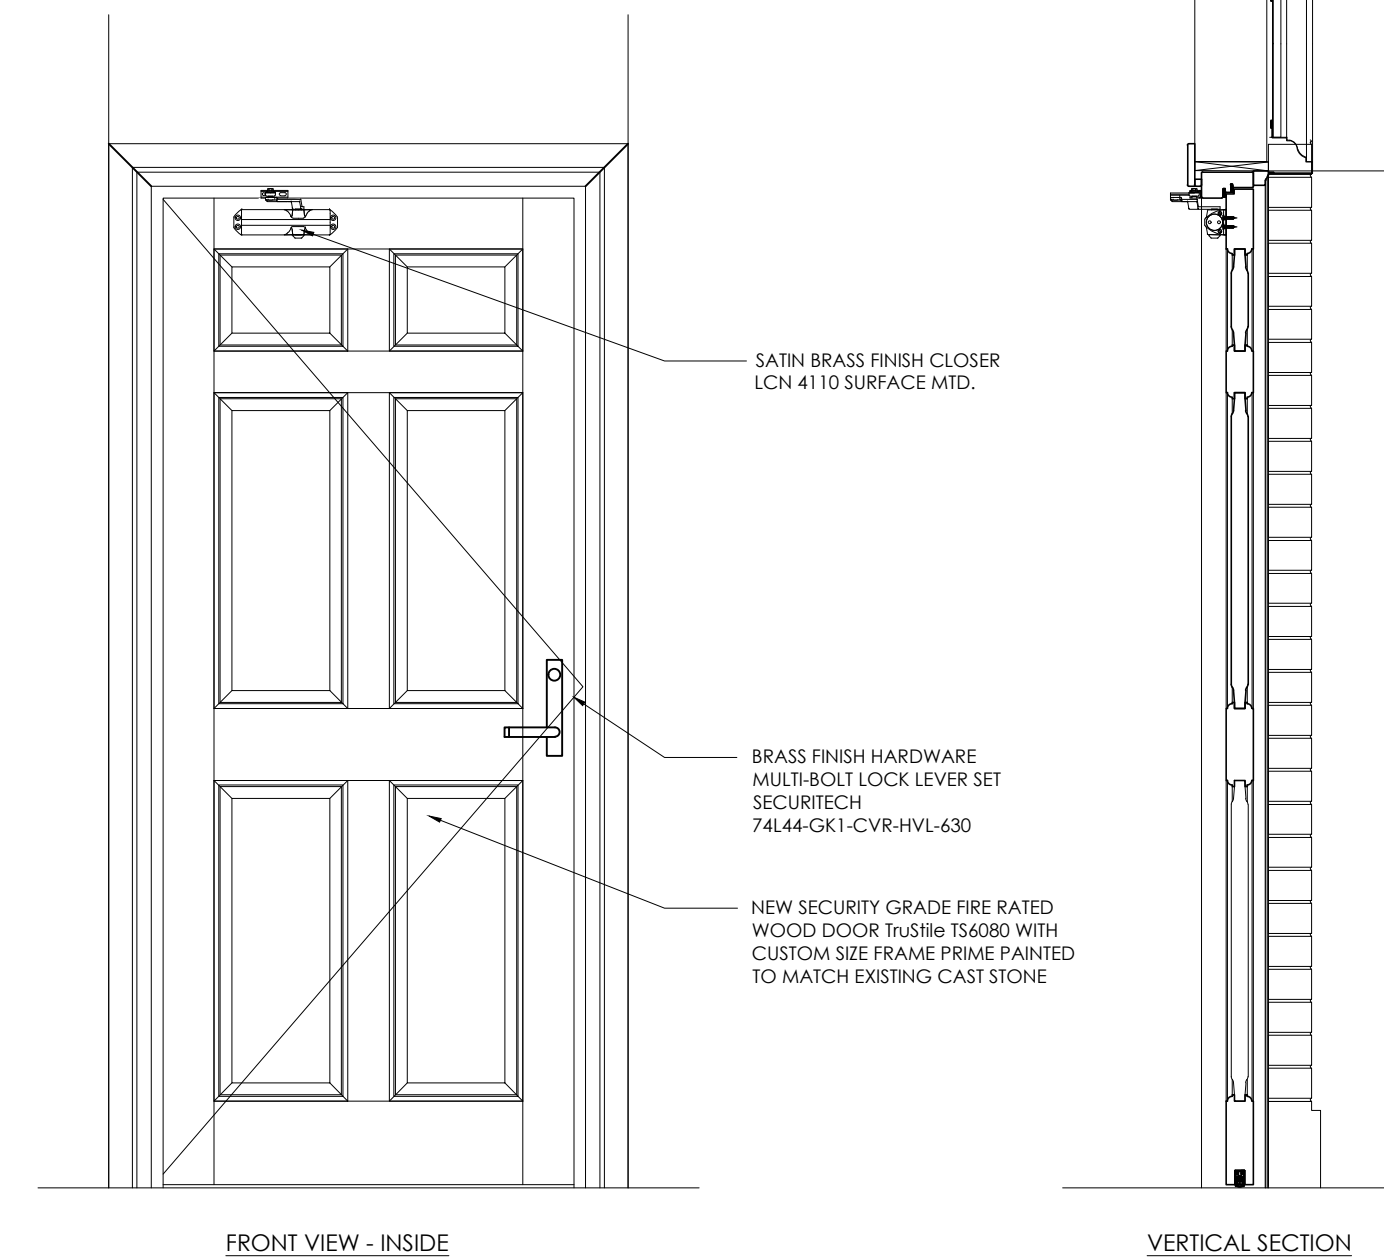 SATIN BRASS FINISH CLOSER
LCN 4110 SURFACE MTD.
BRASS FINISH HARDWARE
MULTI-BOLT LOCK LEVER SET
SECURITECH
74L44-GK1-CVR-HVL-630
NEW SECURITY GRADE FIRE RATED
WOOD DOOR TruStile TS6080 WITH
CUSTOM SIZE FRAME PRIME PAINTED
TO MATCH EXISTING CAST STONE
FRONT VIEW - INSIDE
VERTICAL SECTION